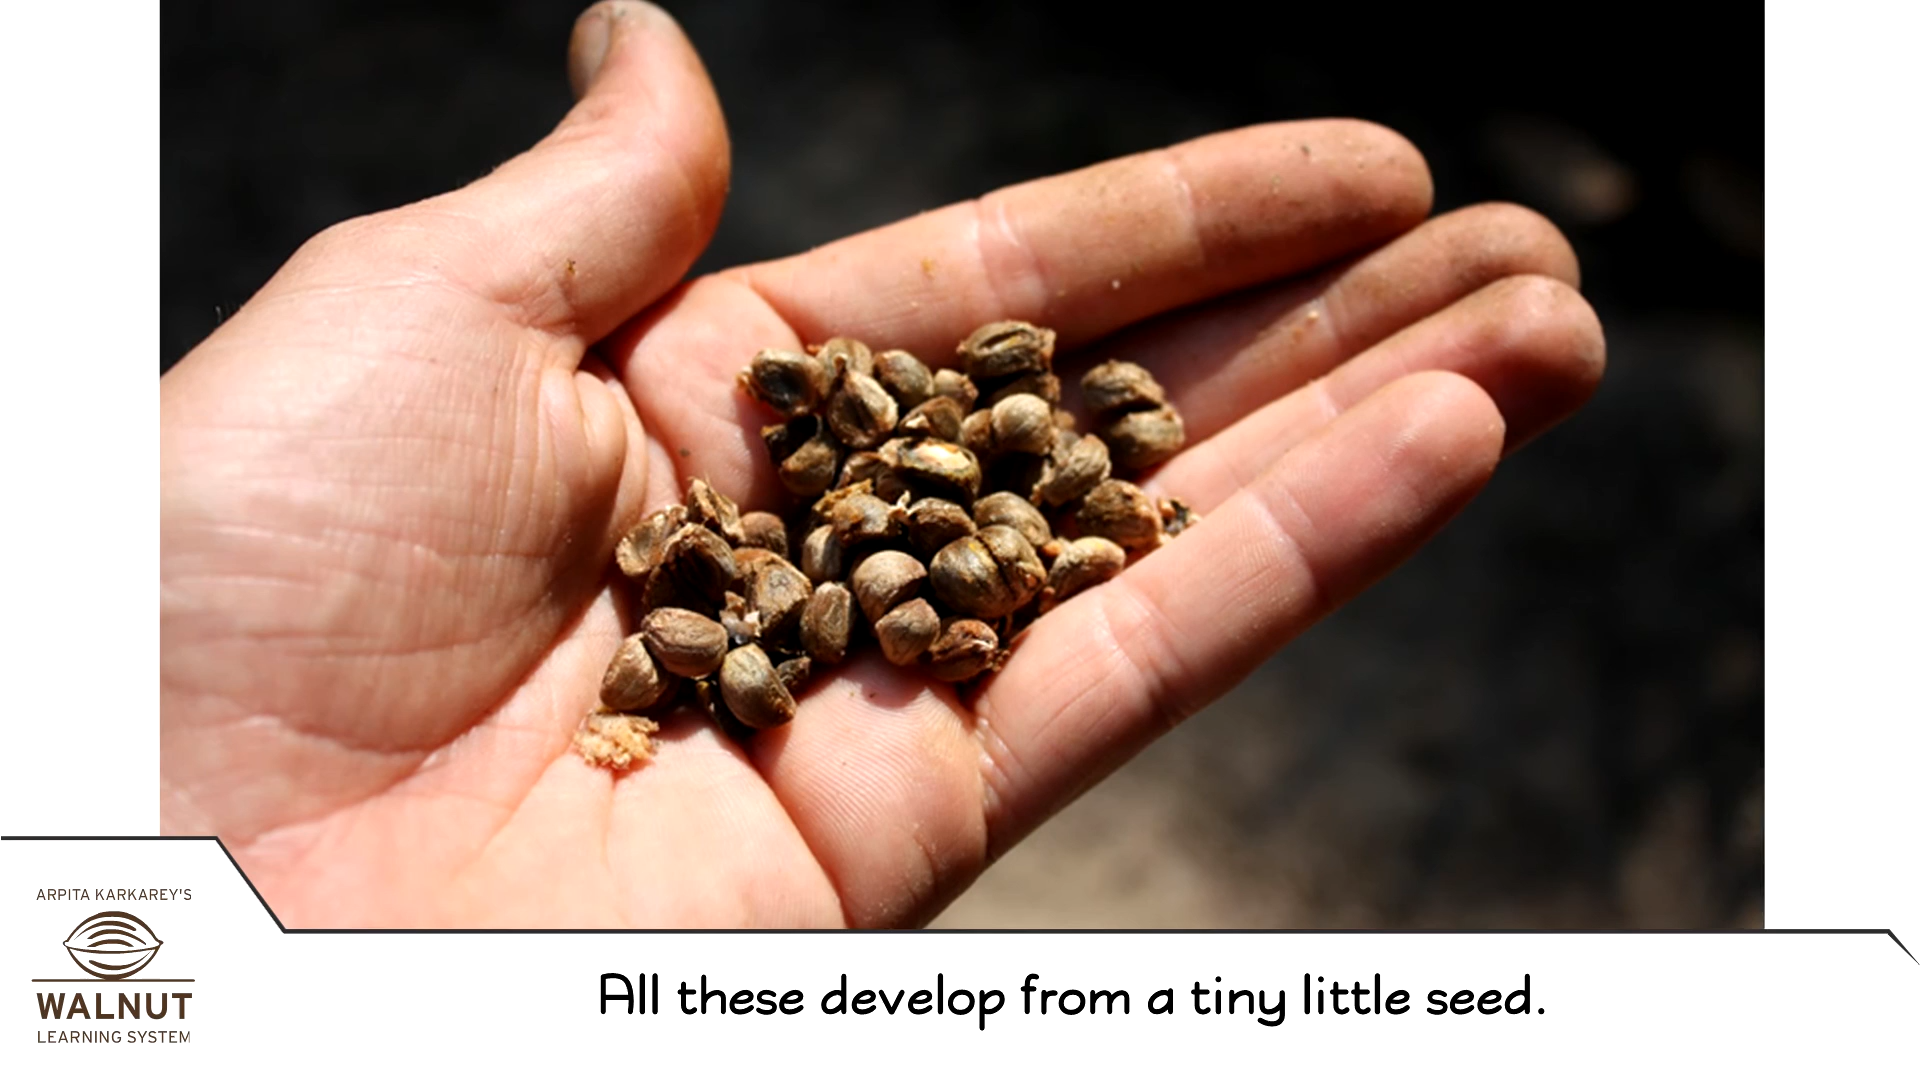 ARPITA KARKAREY'S
WALNUT
LEARNING SYSTEM
All these develop from a tiny little seed.